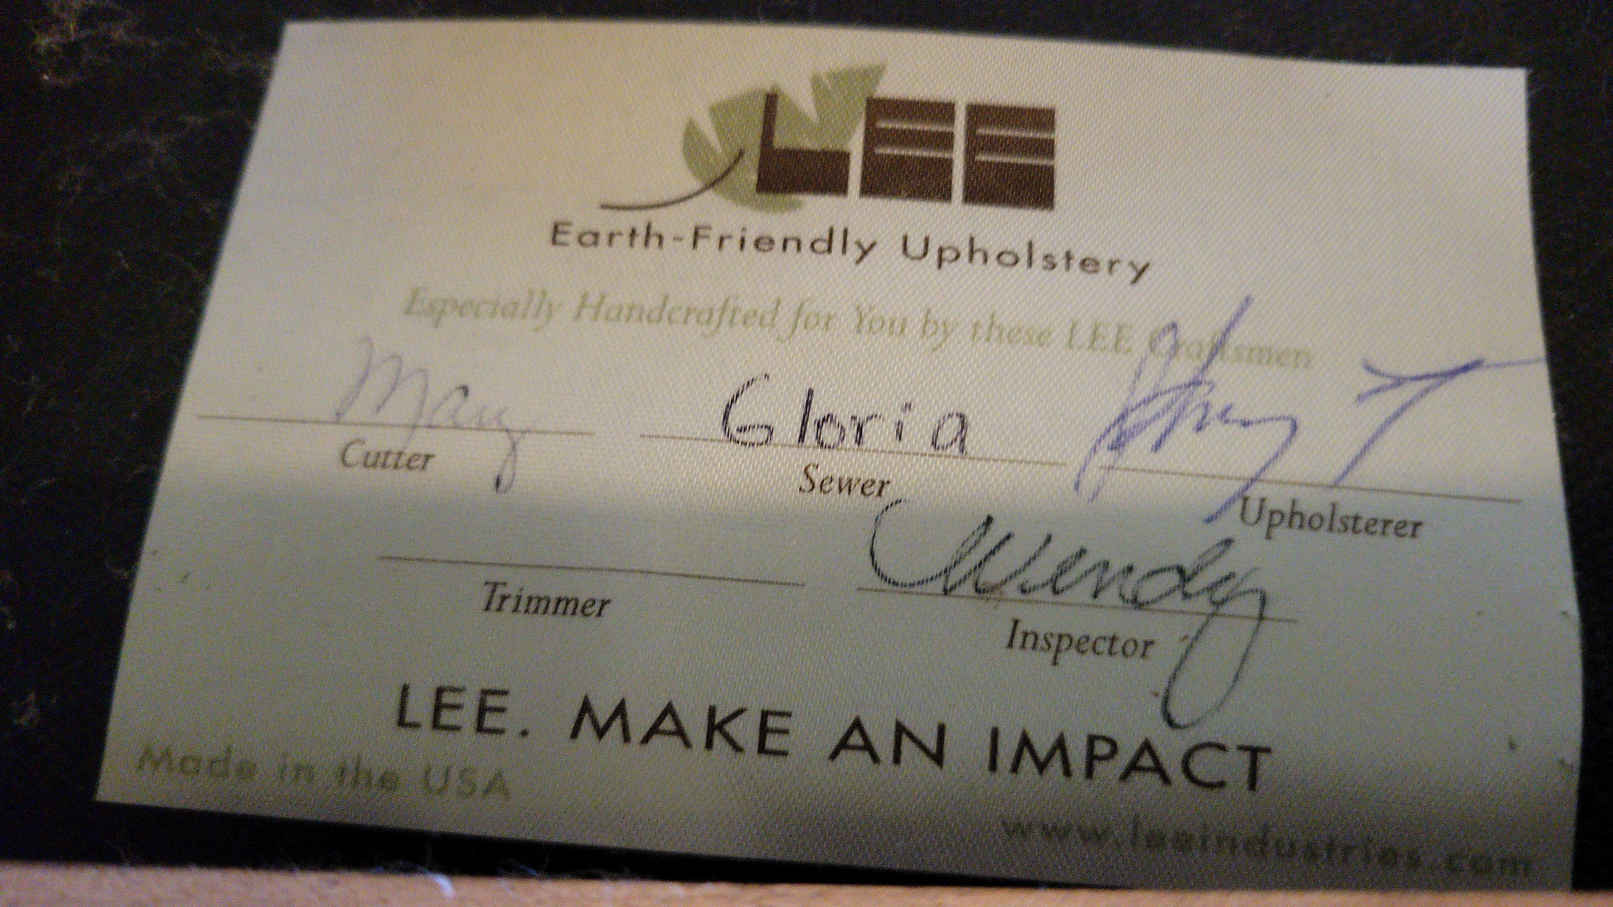 LEE
Earth-Friendly Upholstery
Especially Handcrafted for You by these LEE Craftsmen
Mary Gloria
Cutter Sewer Upholsterer
Wendy
Trimmer Inspector
LEE. MAKE AN IMPACT
Made in the USA
www.leeindustries.com